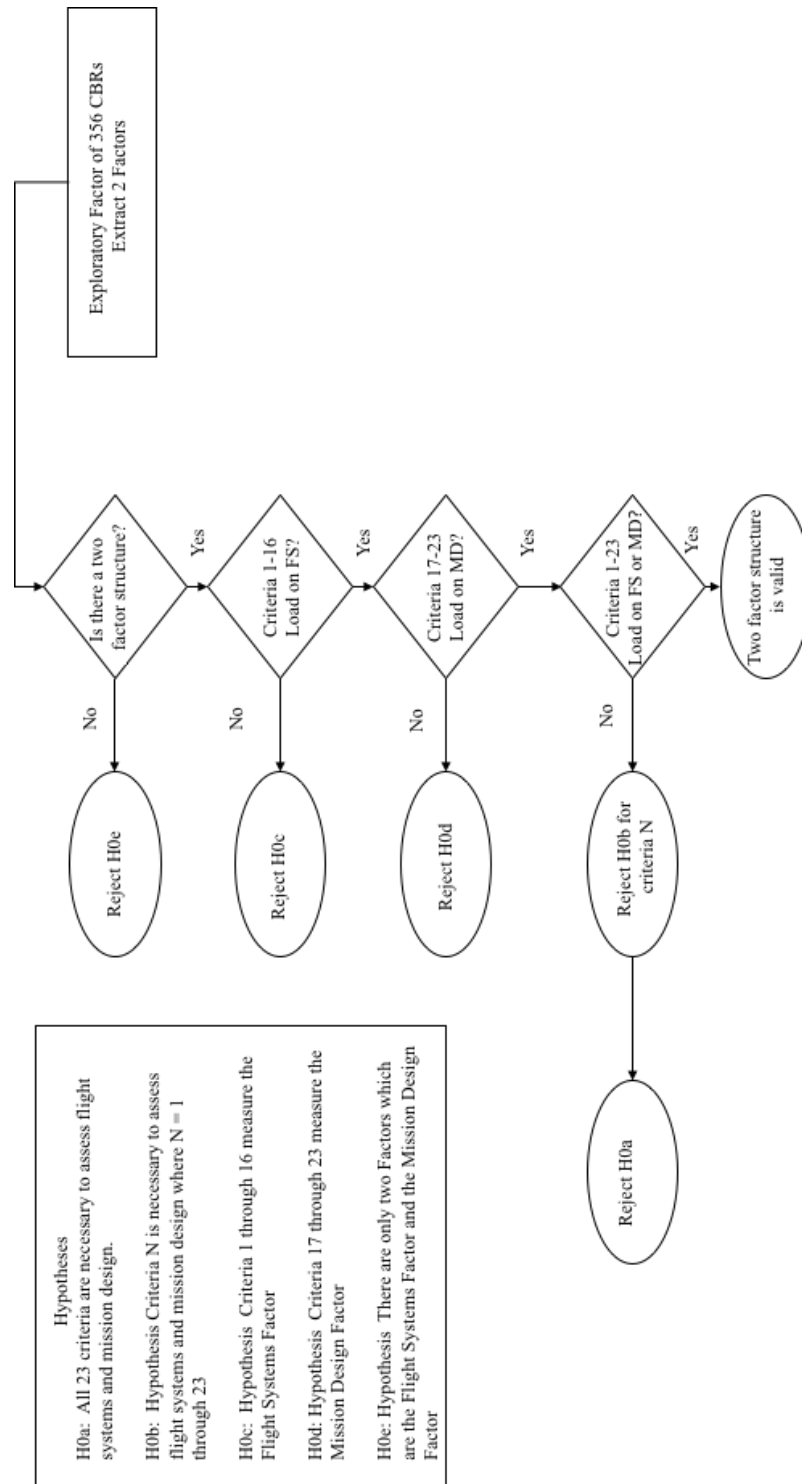 Exploratory Factor of 356 CBRs
Extract 2 Factors
Is there a two
factor structure?
No
Yes
Reject H0e
Criteria 1-16
Load on FS?
No
Yes
Reject H0c
Criteria 17-23
Load on MD?
No
Yes
Reject H0d
Criteria 1-23
Load on FS or MD?
No
Yes
Reject H0b for
criteria N
Two factor structure
is valid
Reject H0a
Hypotheses
H0a: All 23 criteria are necessary to assess flight
systems and mission design.
H0b: Hypothesis Criteria N is necessary to assess
flight systems and mission design where N = 1
through 23
H0c: Hypothesis Criteria 1 through 16 measure the
Flight Systems Factor
H0d: Hypothesis Criteria 17 through 23 measure the
Mission Design Factor
H0e: Hypothesis There are only two Factors which
are the Flight Systems Factor and the Mission Design
Factor